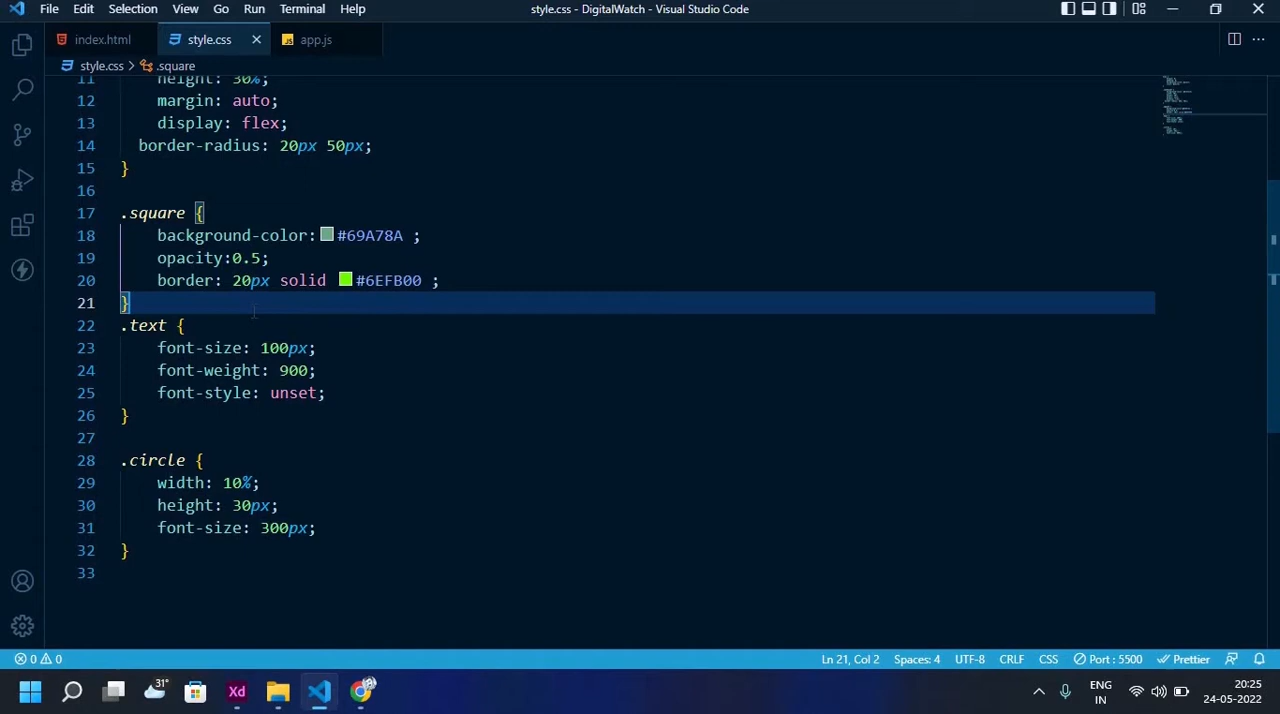 File Edit Selection View Go Run Terminal Help
style.css - DigitalWatch - Visual Studio Code
index.html
style.css
app.js
style.css > .square
11 height: 30%;
12 margin: auto;
13 display: flex;
14 border-radius: 20px 50px;
15 }
16
17 .square {
18 background-color: #69A78A ;
19 opacity:0.5;
20 border: 20px solid #6EFB00 ;
21 }
22 .text {
23 font-size: 100px;
24 font-weight: 900;
25 font-style: unset;
26 }
27
28 .circle {
29 width: 10%;
30 height: 30px;
31 font-size: 300px;
32 }
33
0 0 Ln 21, Col 2 Spaces: 4 UTF-8 CRLF CSS Port : 5500 Prettier
31° Xd
ENG
IN
20:25
24-05-2022